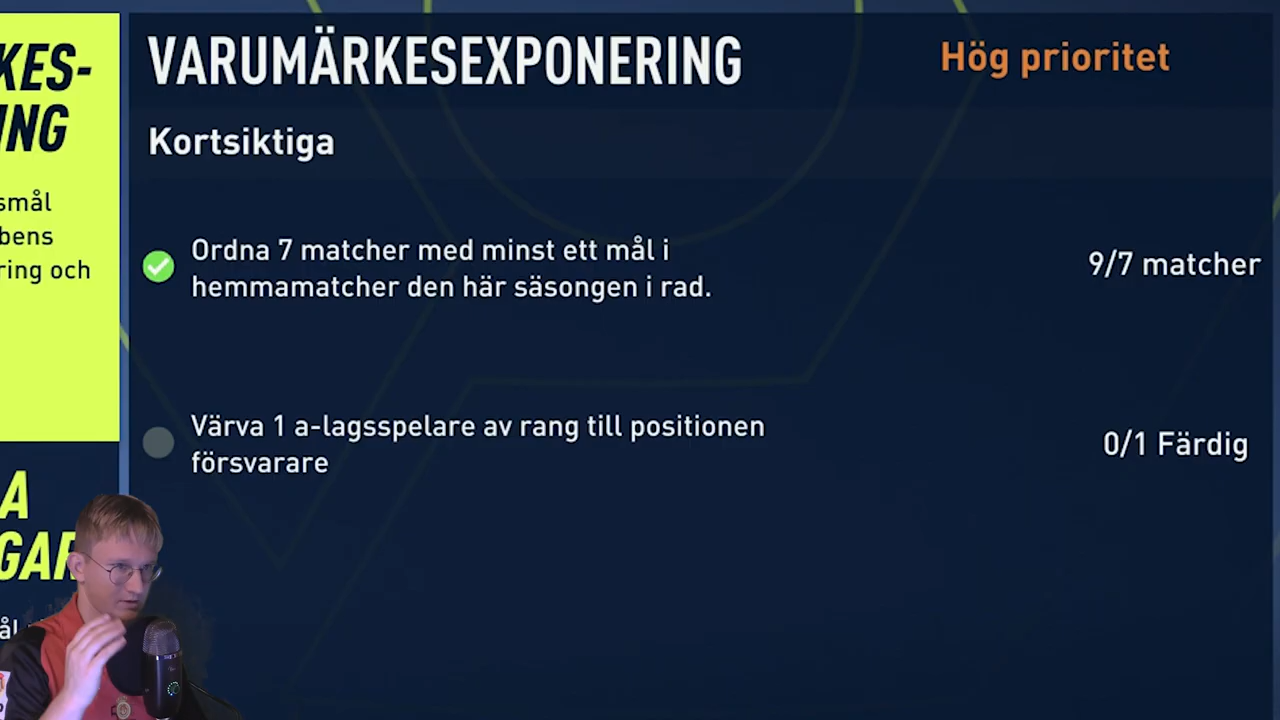 KES-
ING
smål
bens
ring och
A
GAR
VARUMÄRKESEXPONERING
Hög prioritet
Kortsiktiga
Ordna 7 matcher med minst ett mål i
hemmamatcher den här säsongen i rad.
9/7 matcher
Värva 1 a-lagsspelare av rang till positionen
försvarare
0/1 Färdig